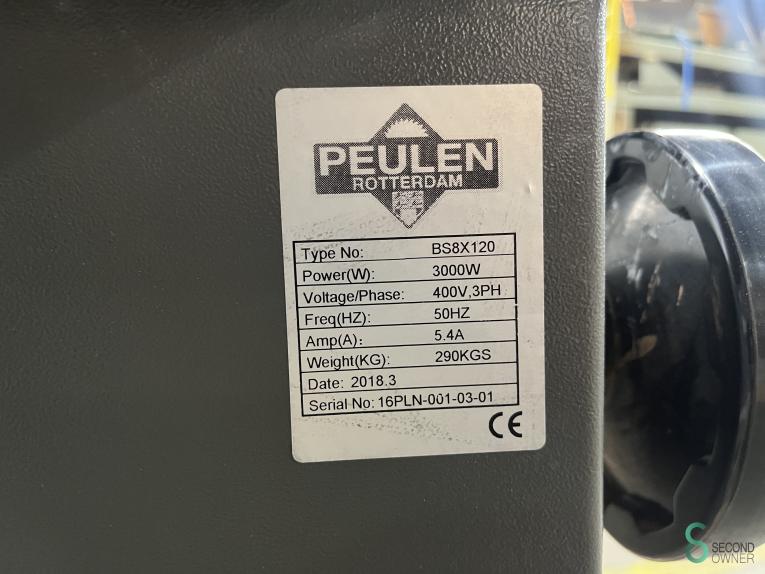 PEULEN
ROTTERDAM
Type No: BS8X120
Power(W): 3000W
Voltage/Phase: 400V,3PH
Freq(HZ): 50HZ
Amp(A): 5.4A
Weight(KG): 290KGS
Date: 2018.3
Serial No: 16PLN-001-03-01
CE
SECOND
OWNER